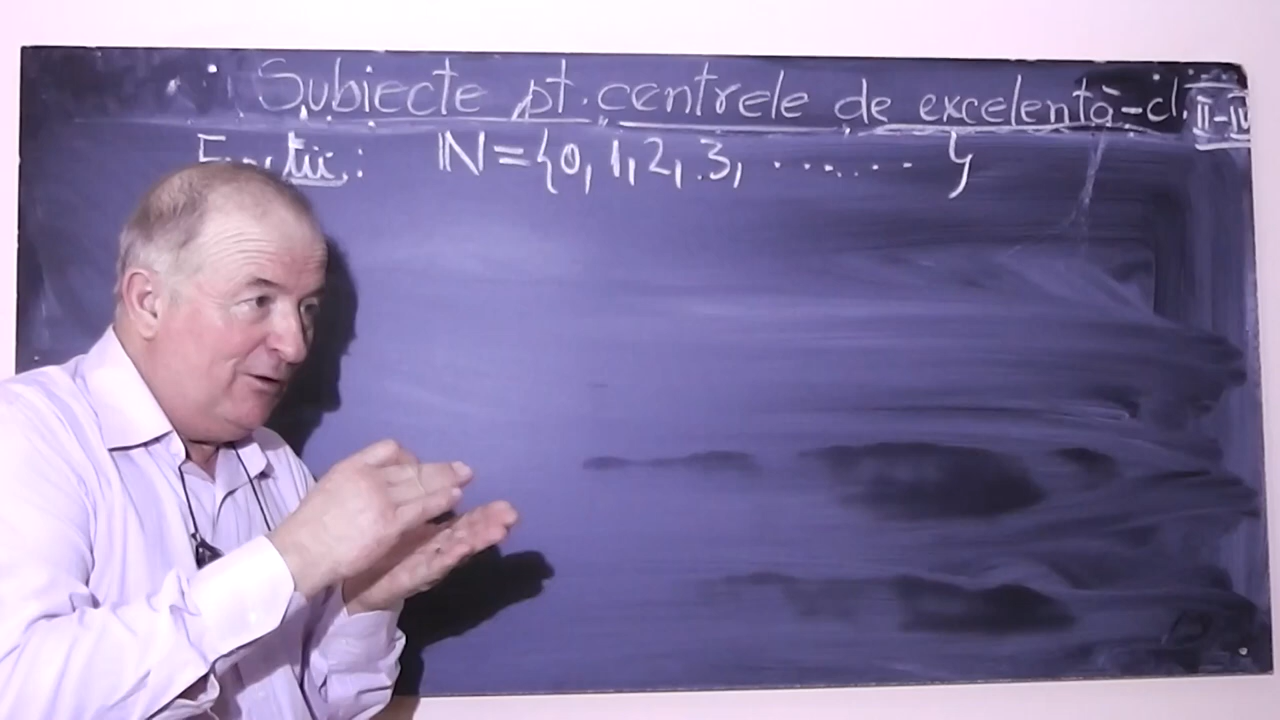 Subiecte pt. centrele de excelență - cl. II-IV
ℕ = {0, 1, 2, 3, ....... }